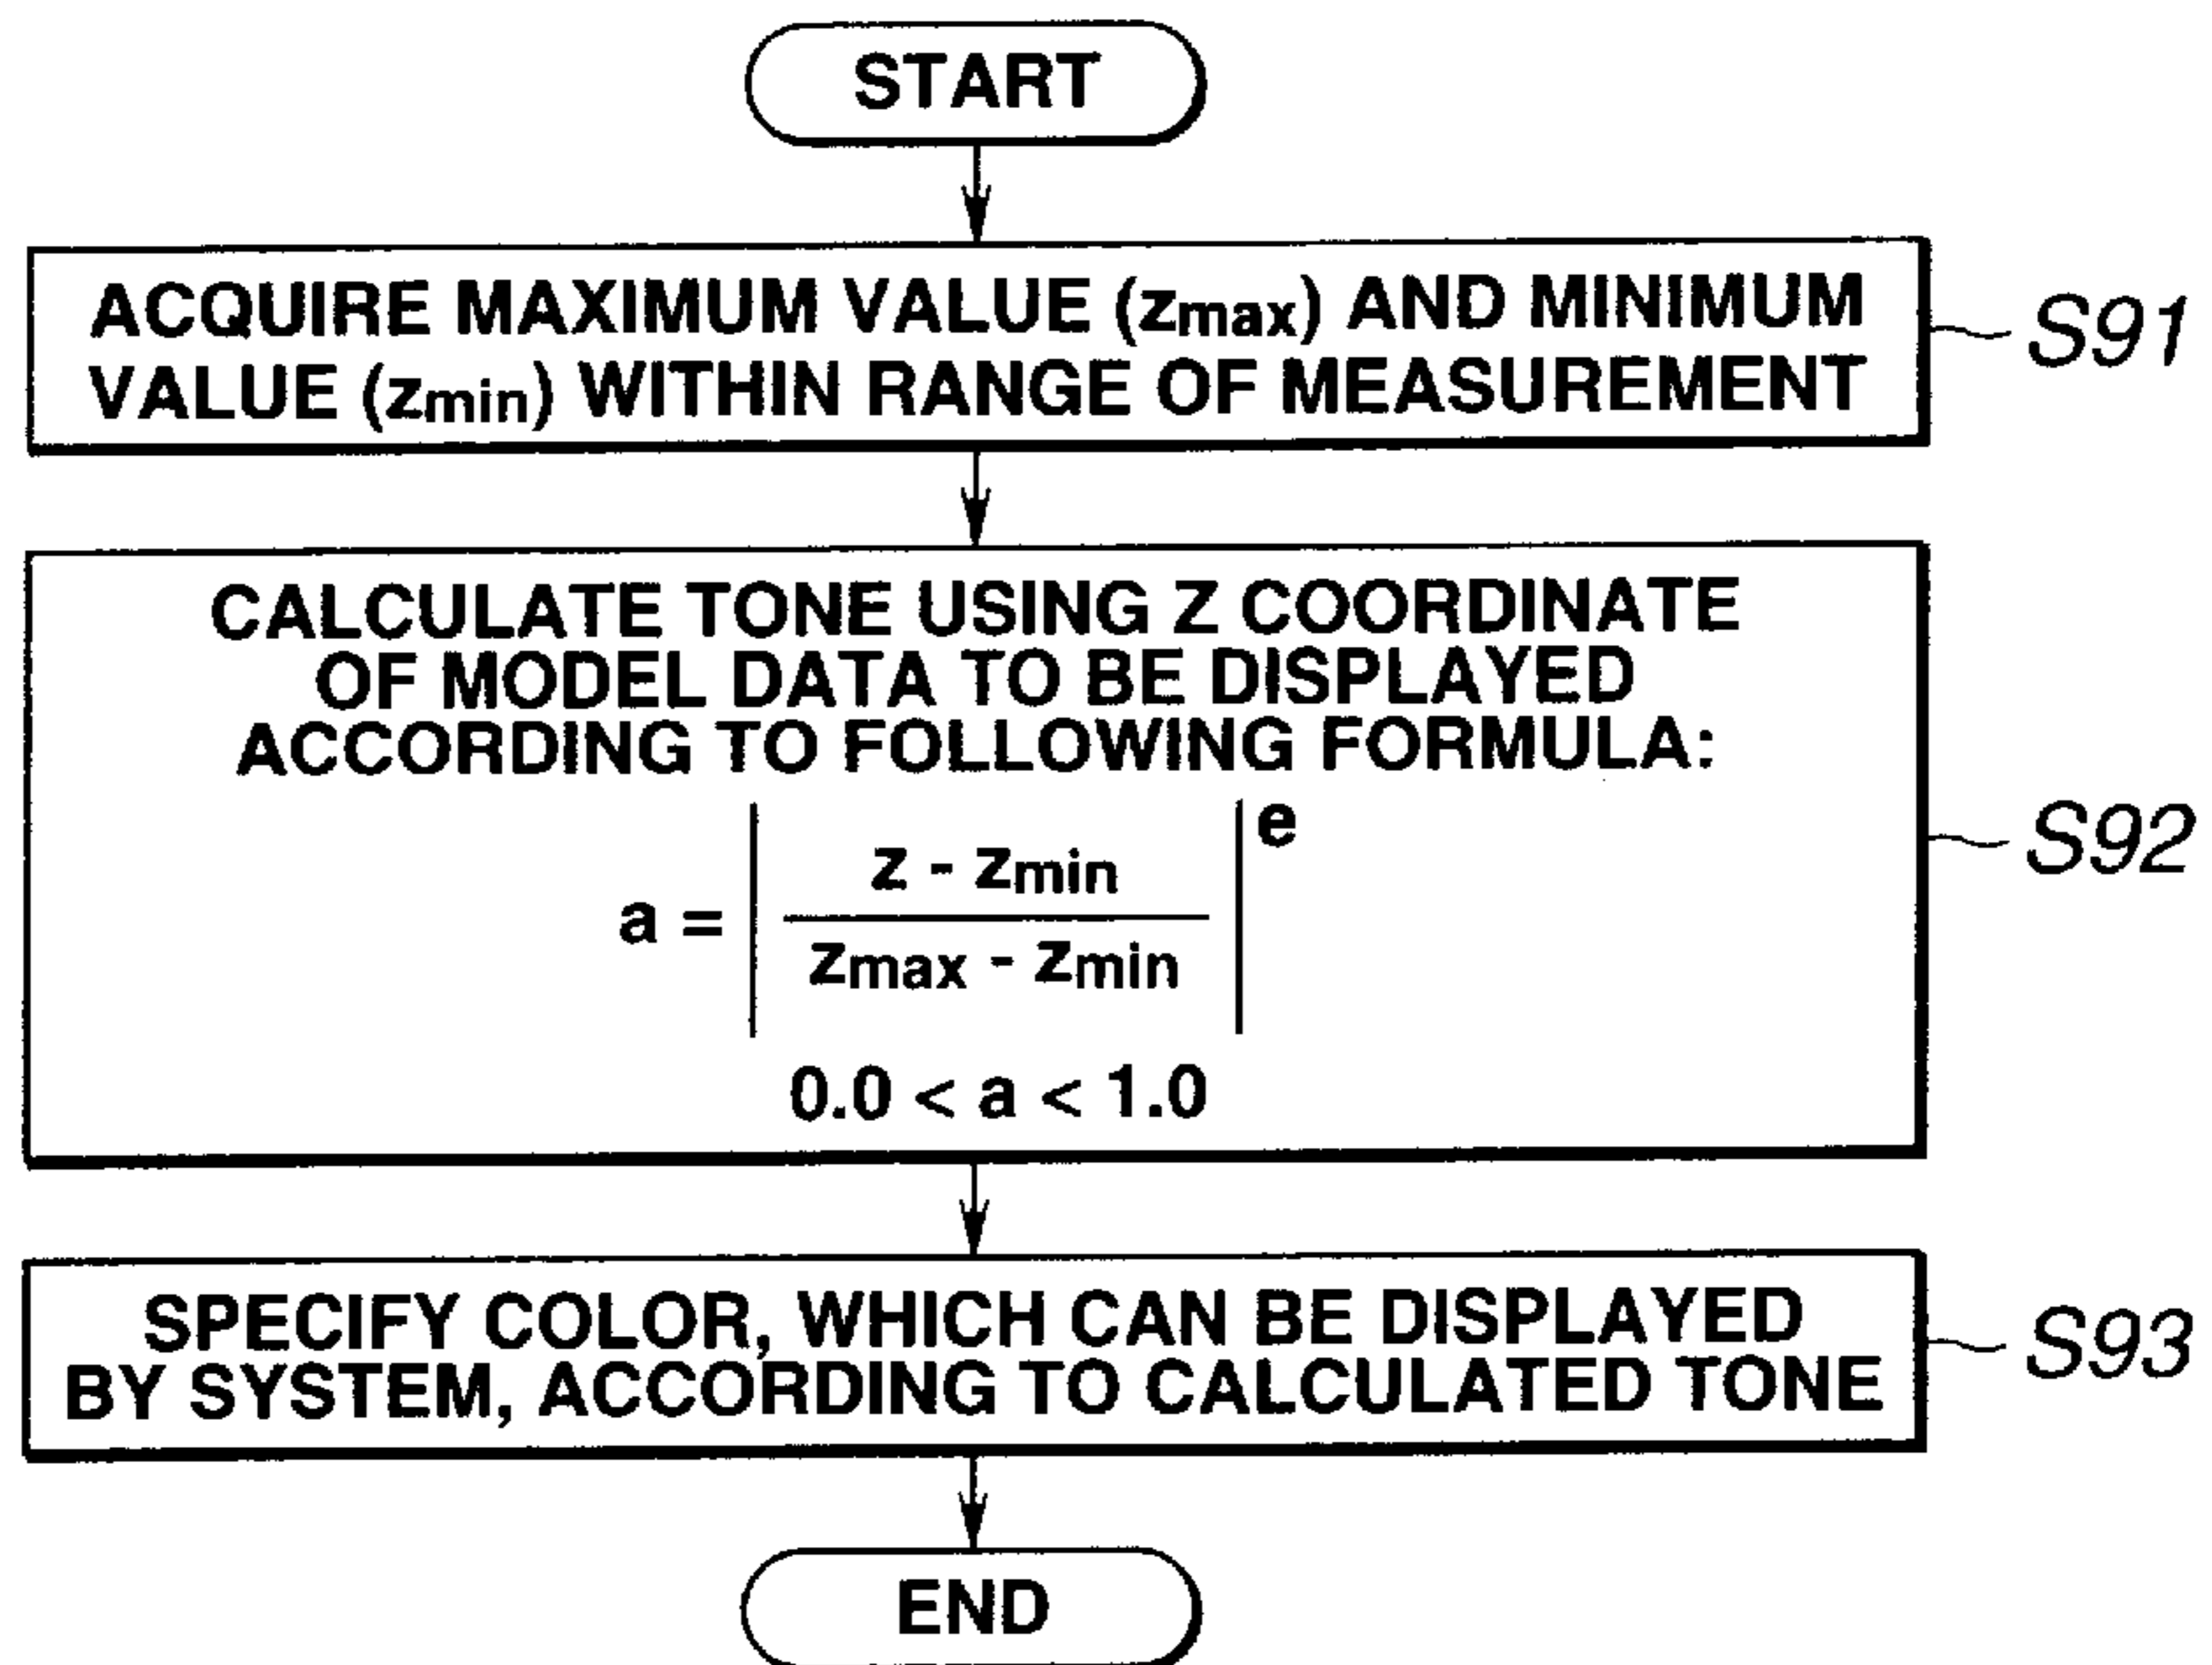 START
ACQUIRE MAXIMUM VALUE (zmax) AND MINIMUM
VALUE (zmin) WITHIN RANGE OF MEASUREMENT
S91
CALCULATE TONE USING Z COORDINATE
OF MODEL DATA TO BE DISPLAYED
ACCORDING TO FOLLOWING FORMULA:
a = | (z - zmin) / (zmax - zmin) |^e
0.0 < a < 1.0
S92
SPECIFY COLOR, WHICH CAN BE DISPLAYED
BY SYSTEM, ACCORDING TO CALCULATED TONE
S93
END